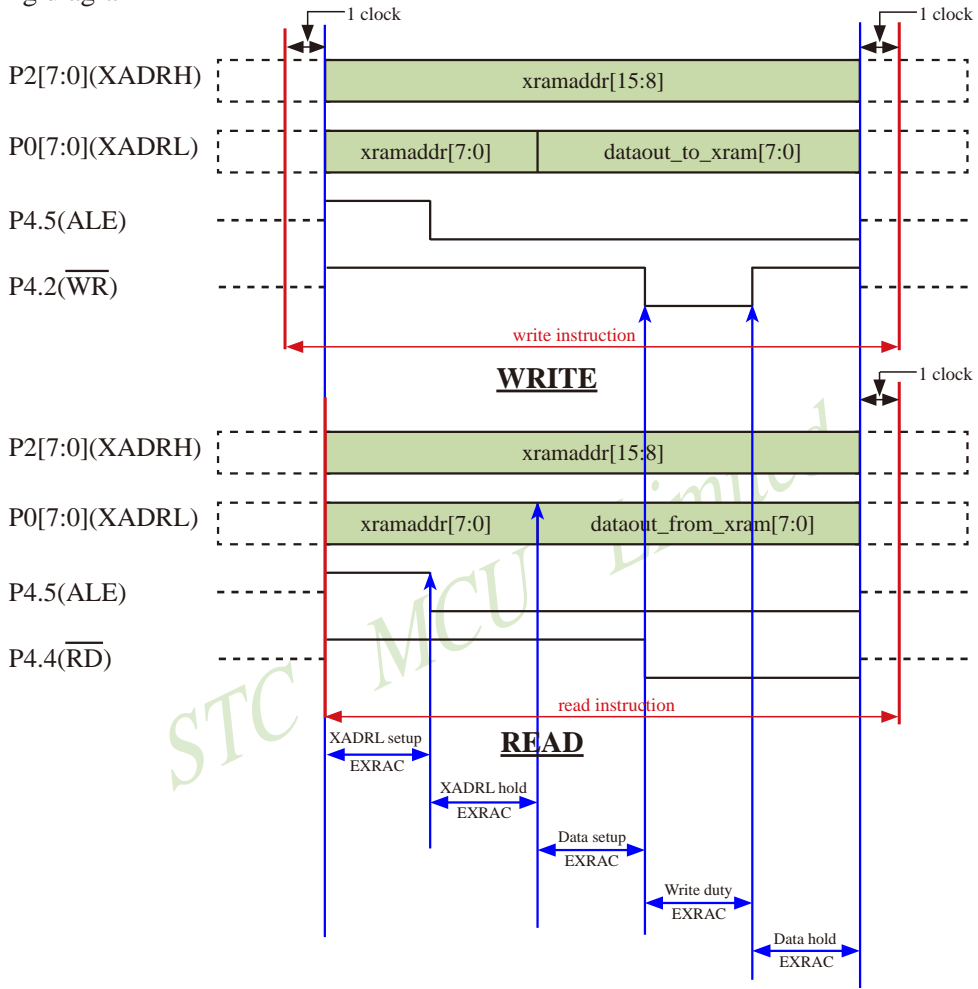 1 clock
1 clock
P2[7:0](XADRH)
xramaddr[15:8]
P0[7:0](XADRL)
xramaddr[7:0]
dataout_to_xram[7:0]
P4.5(ALE)
P4.2(WR)
write instruction
WRITE
1 clock
P2[7:0](XADRH)
xramaddr[15:8]
P0[7:0](XADRL)
xramaddr[7:0]
dataout_from_xram[7:0]
P4.5(ALE)
P4.4(RD)
STC MCU Limited
read instruction
READ
XADRL setup
EXRAC
XADRL hold
EXRAC
Data setup
EXRAC
Write duty
EXRAC
Data hold
EXRAC